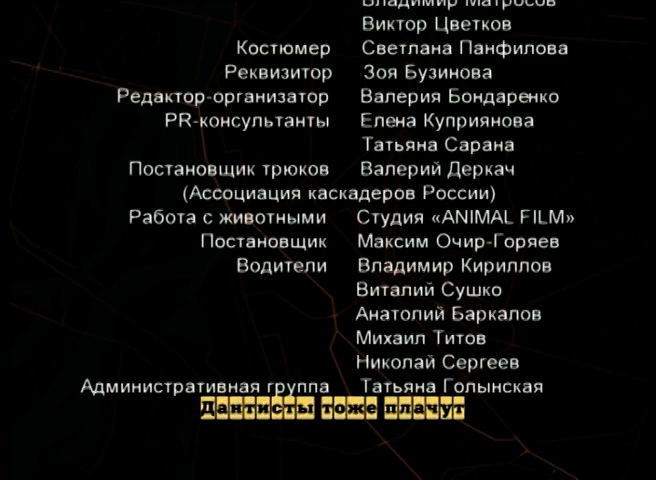 Владимир Матросов
Виктор Цветков
Костюмер Светлана Панфилова
Реквизитор Зоя Бузинова
Редактор-организатор Валерия Бондаренко
PR-консультанты Елена Куприянова
Татьяна Сарана
Постановщик трюков Валерий Деркач
(Ассоциация каскадеров России)
Работа с животными Студия «ANIMAL FILM»
Постановщик Максим Очир-Горяев
Водители Владимир Кириллов
Виталий Сушко
Анатолий Баркалов
Михаил Титов
Николай Сергеев
Административная группа Татьяна Голынская
Дантисты тоже плачут